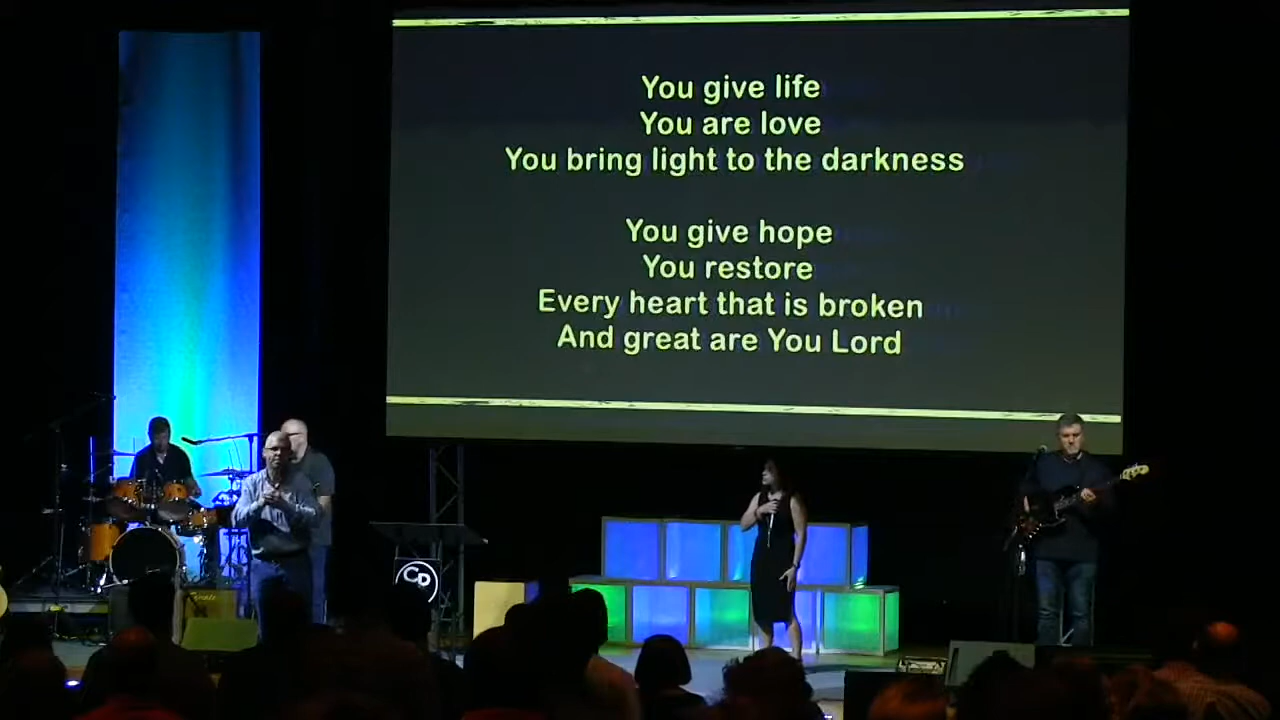 You give life
You are love
You bring light to the darkness
You give hope
You restore
Every heart that is broken
And great are You Lord
CD